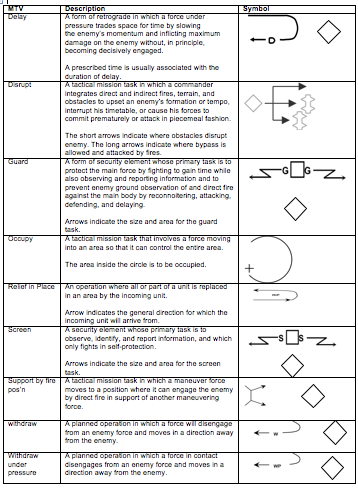 MTV Description Symbol
Delay A form of retrograde in which a force under
pressure trades space for time by slowing
the enemy's momentum and inflicting maximum
damage on the enemy without, in principle,
becoming decisively engaged.
A prescribed time is usually associated with the
duration of delay.
D
Disrupt A tactical mission task in which a commander
integrates direct and indirect fires, terrain, and
obstacles to upset an enemy's formation or tempo,
interrupt his timetable, or cause his forces to
commit prematurely or attack in piecemeal fashion.
The short arrows indicate where obstacles disrupt
enemy. The long arrows indicate where bypass is
allowed and attacked by fires.
Guard A form of security element whose primary task is to
protect the main force by fighting to gain time while
also observing and reporting information and to
prevent enemy ground observation of and direct fire
against the main body by reconnoitering, attacking,
defending, and delaying.
Arrows indicate the size and area for the guard
task.
G G
Occupy A tactical mission task that involves a force moving
into an area so that it can control the entire area.
The area inside the circle is to be occupied.
Relief in Place An operation where all or part of a unit is replaced
in an area by the incoming unit.
Arrow indicates the general direction for which the
incoming unit will arrive from.
Screen A security element whose primary task is to
observe, identify, and report information, and which
only fights in self-protection.
Arrows indicate the size and area for the screen
task.
S S
Support by fire A tactical mission task in which a maneuver force
pos'n moves to a position where it can engage the enemy
by direct fire in support of another maneuvering
force.
withdraw A planned operation in which a force will disengage
from an enemy force and moves in a direction away
from the enemy.
W
Withdraw A planned operation in which a force in contact
under disengages from an enemy force and moves in a
pressure direction away from the enemy.
WP